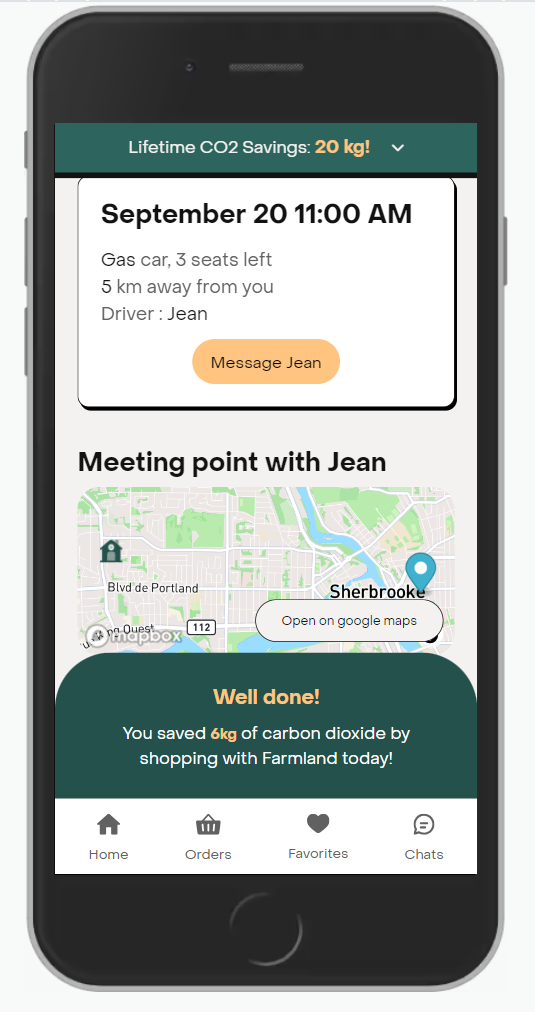 Lifetime CO2 Savings: 20 kg!
September 20 11:00 AM
Gas car, 3 seats left
5 km away from you
Driver : Jean
Message Jean
Meeting point with Jean
Blvd de Portland
Sherbrooke
Open on google maps
112
Ouest
mapbox
Well done!
You saved 6kg of carbon dioxide by
shopping with Farmland today!
Home
Orders
Favorites
Chats